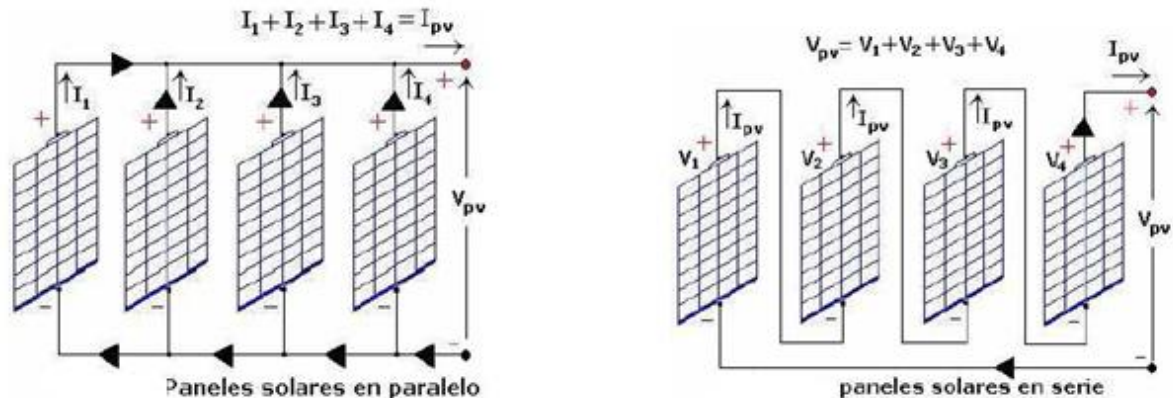 I1+I2+I3+I4=Ipv
+
I1
I2
I3
I4
+ + + +
Vpv
- - - -
-
Paneles solares en paralelo
Vpv= V1+V2+V3+V4
Ipv
+
Ipv
Ipv
Ipv
V1 + V2 + V3 + V4 +
Vpv
- - - -
-
paneles solares en serie